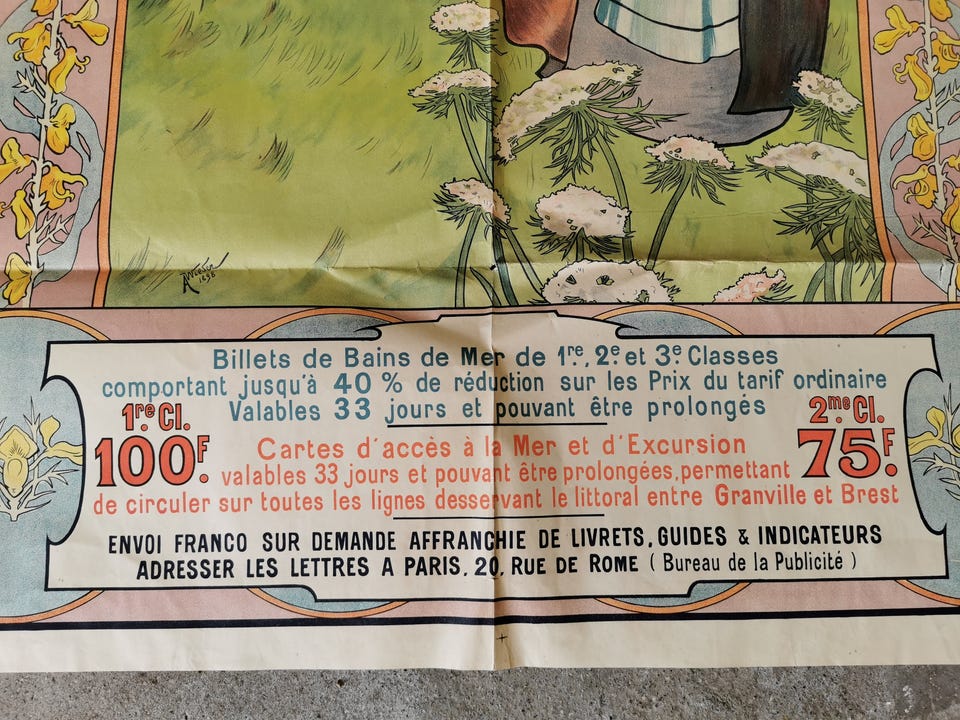 1898
Billets de Bains de Mer de 1re, 2e et 3e Classes
comportant jusqu'à 40 % de réduction sur les Prix du tarif ordinaire
Valables 33 jours et pouvant être prolongés
1re Cl.
100F.
2me Cl.
75F.
Cartes d'accès à la Mer et d'Excursion
valables 33 jours et pouvant être prolongées, permettant
de circuler sur toutes les lignes desservant le littoral entre Granville et Brest
ENVOI FRANCO SUR DEMANDE AFFRANCHIE DE LIVRETS, GUIDES & INDICATEURS
ADRESSER LES LETTRES A PARIS, 20, RUE DE ROME ( Bureau de la Publicité )